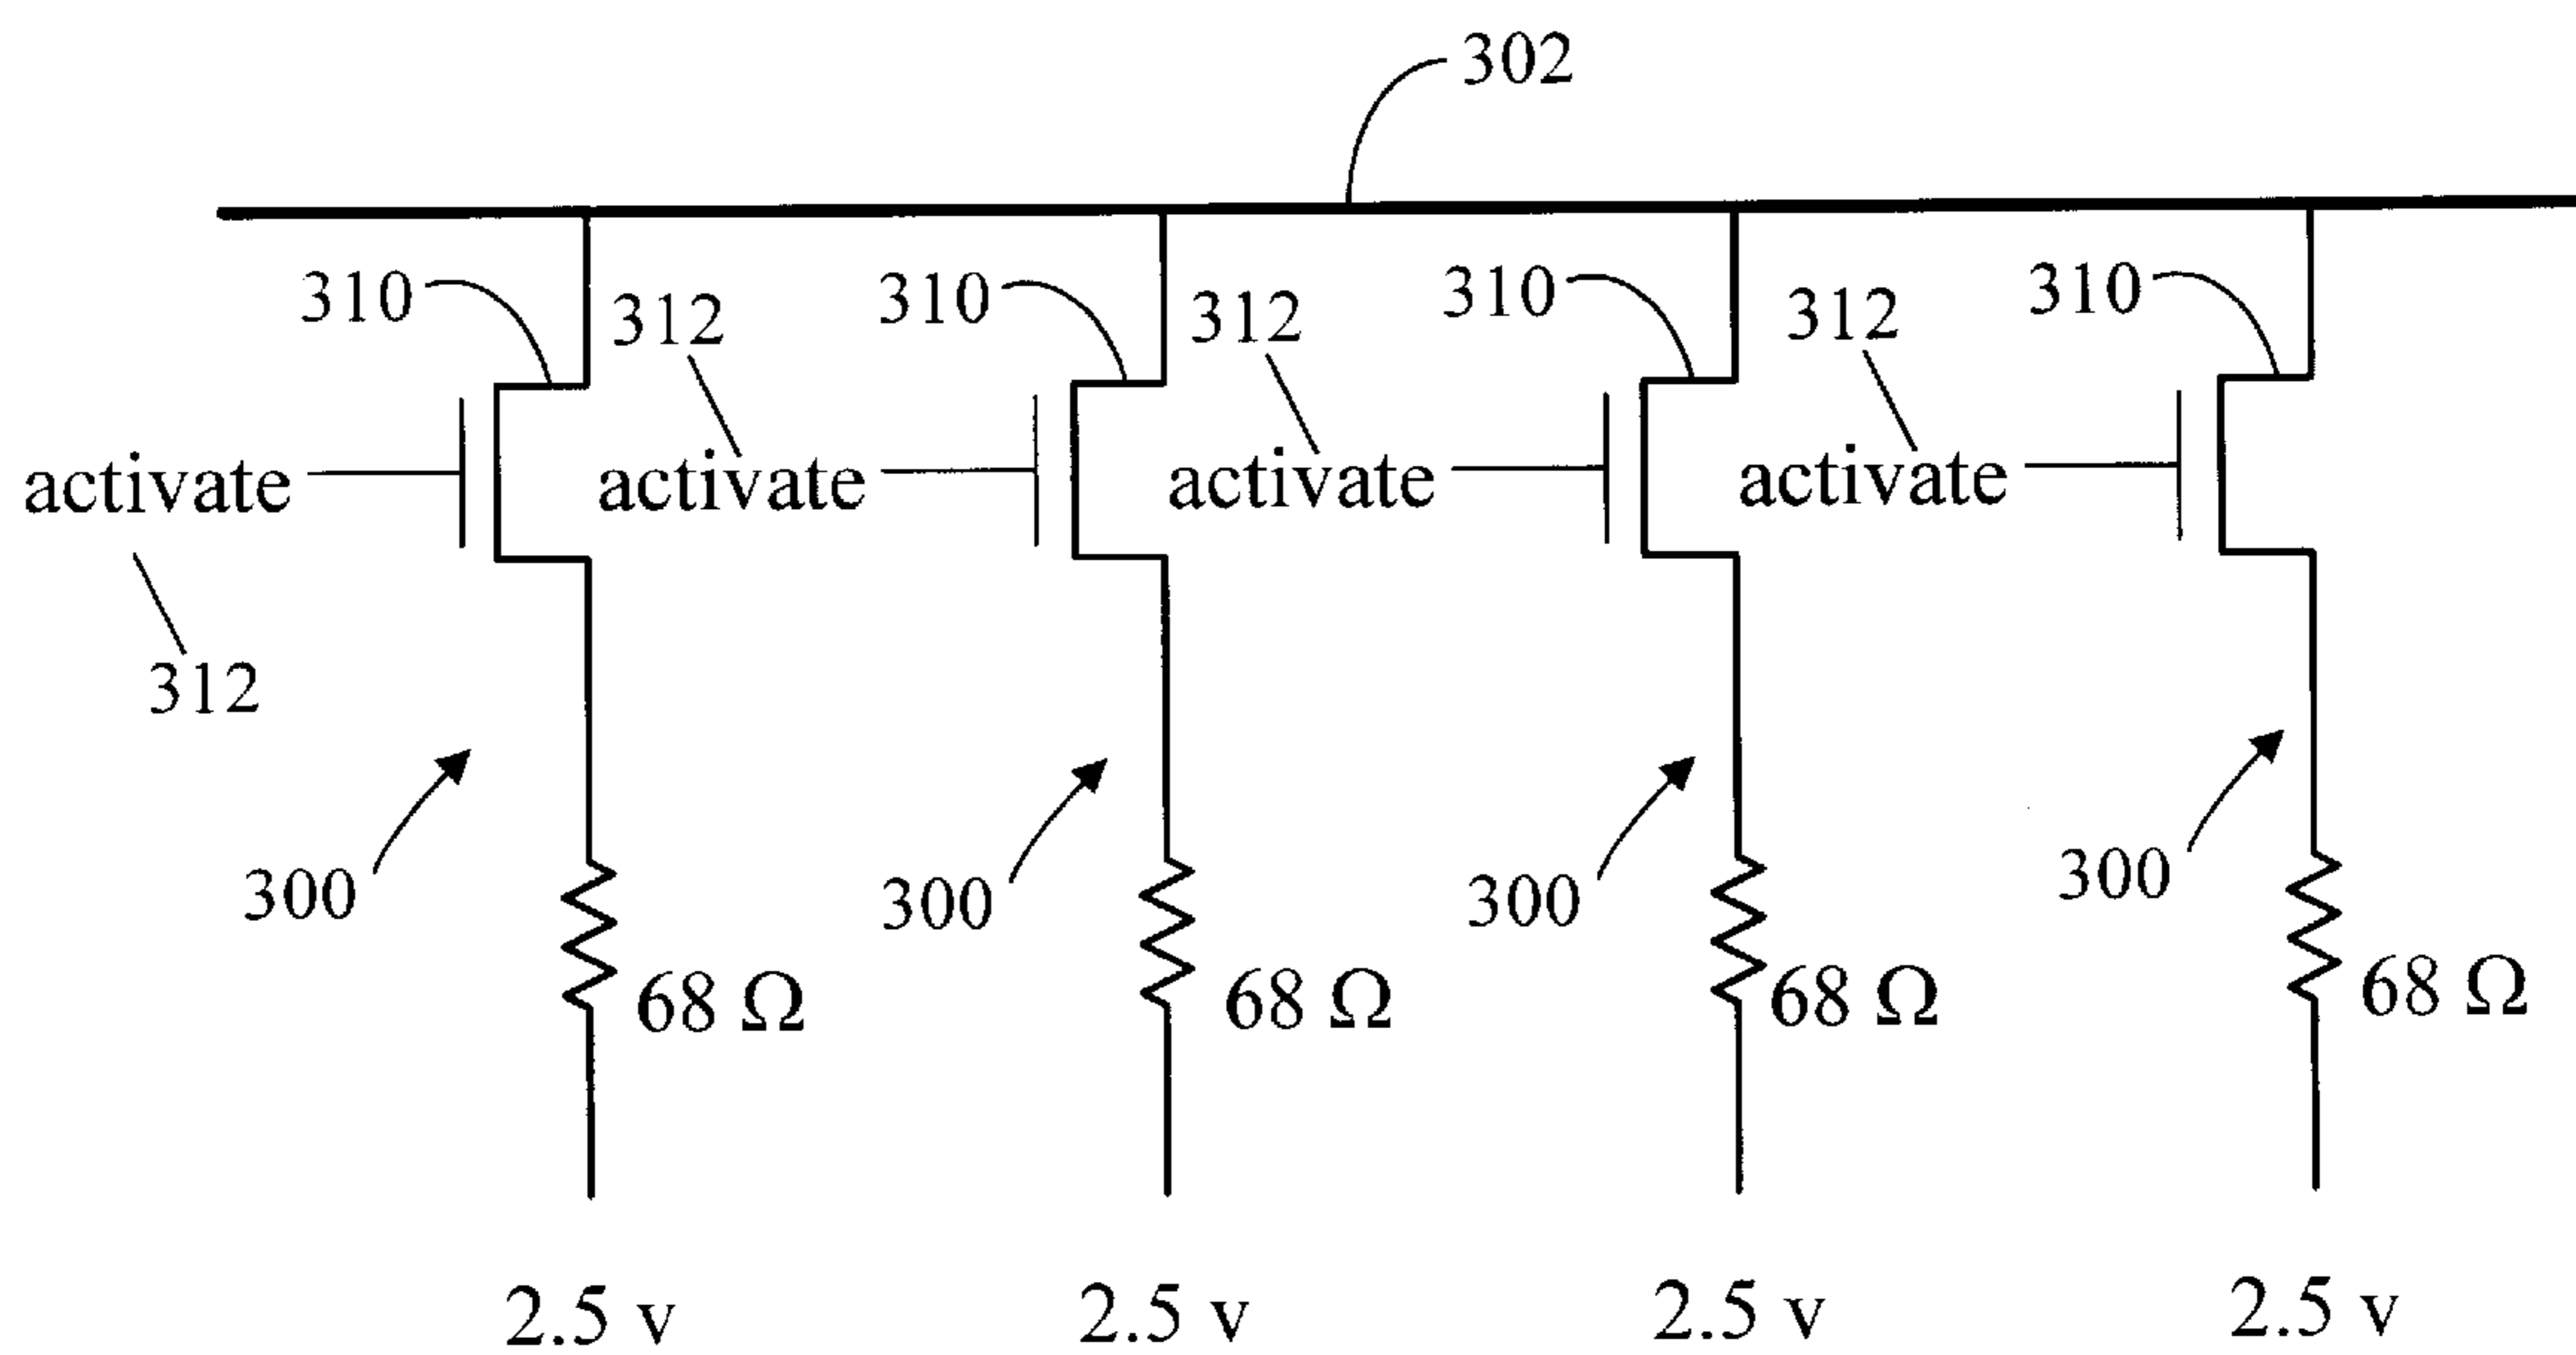 302
310 312 310 312 310 312 310
activate activate activate activate
312
300 300 300 300
68 Ω 68 Ω 68 Ω 68 Ω
2.5 v 2.5 v 2.5 v 2.5 v